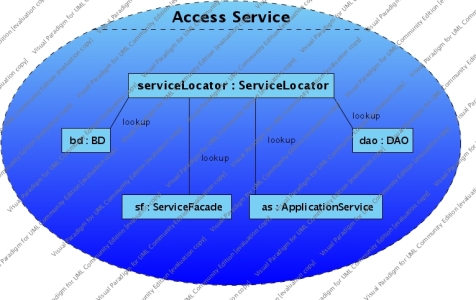 Access Service
serviceLocator : ServiceLocator
lookup
lookup
bd : BD
lookup
dao : DAO
lookup
sf : ServiceFacade
as : ApplicationService
Visual Paradigm for UML Community Edition [evaluation copy]